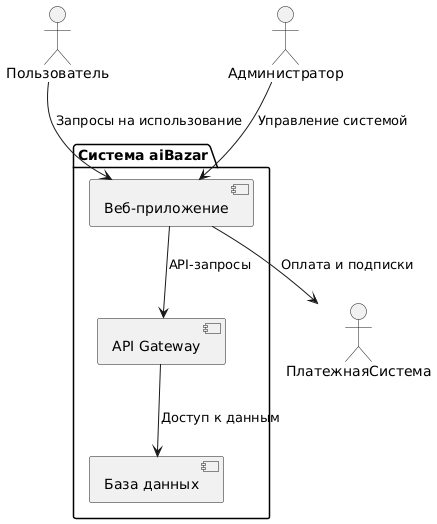 Пользователь
Администратор
Запросы на использование
Управление системой
Система aiBazar
Веб-приложение
API-запросы
Оплата и подписки
API Gateway
ПлатежнаяСистема
Доступ к данным
База данных